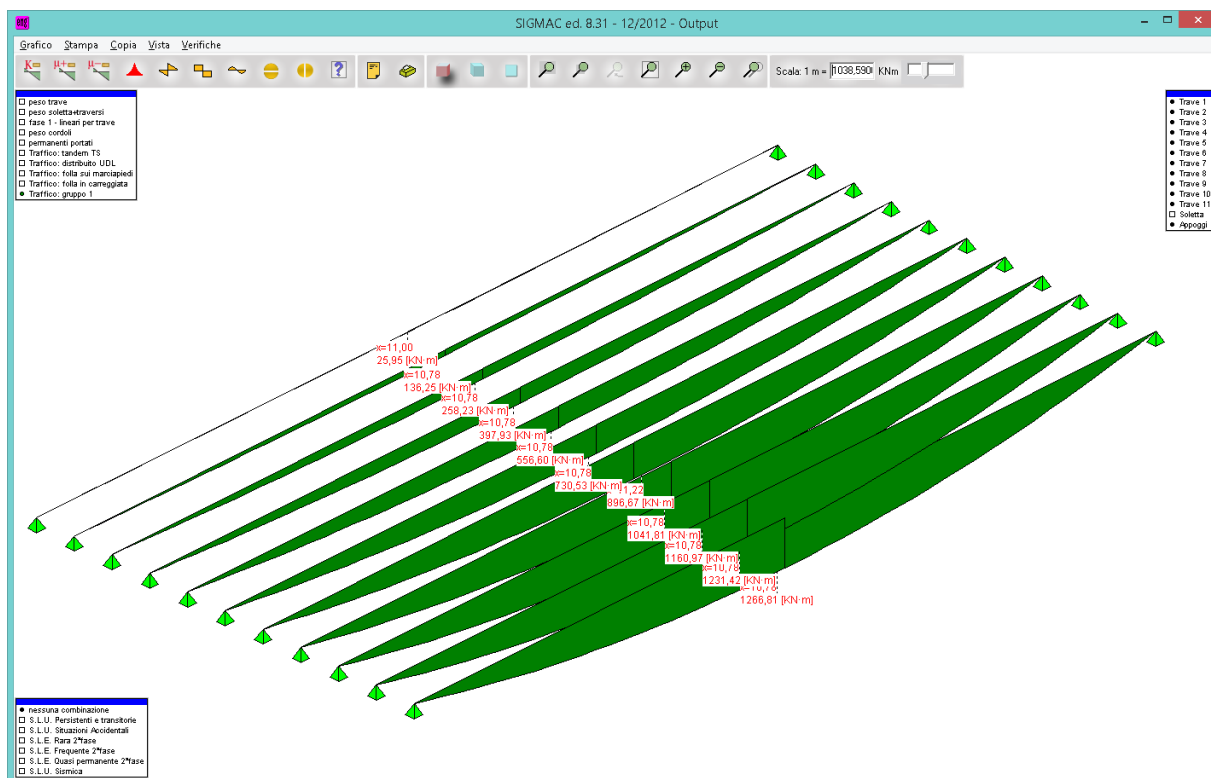 SIGMAC ed. 8.31 - 12/2012 - Output
Grafico Stampa Copia Vista Verifiche
K μ+ μ- ? Scala: 1 m = 1038,590 KNm
peso trave
peso soletta+traversi
fase 1 - lineari per trave
peso cordoli
permanenti portati
Traffico: tandem TS
Traffico: distribuito UDL
Traffico: folla sui marciapiedi
Traffico: folla in carreggiata
Traffico: gruppo 1
Trave 1
Trave 2
Trave 3
Trave 4
Trave 5
Trave 6
Trave 7
Trave 8
Trave 9
Trave 10
Trave 11
Soletta
Appoggi
x=11,00
25,95 [KN·m]
x=10,78
136,25 [KN·m]
x=10,78
258,23 [KN·m]
x=10,78
397,93 [KN·m]
x=10,78
556,60 [KN·m]
x=10,78
730,53 [KN·m]
1,22
896,67 [KN·m]
x=10,78
1041,81 [KN·m]
x=10,78
1160,97 [KN·m]
x=10,78
1231,42 [KN·m]
x=10,78
1266,81 [KN·m]
nessuna combinazione
S.L.U. Persistenti e transitorie
S.L.U. Situazioni Accidentali
S.L.E. Rara 2ªfase
S.L.E. Frequente 2ªfase
S.L.E. Quasi permanente 2ªfase
S.L.U. Sismica